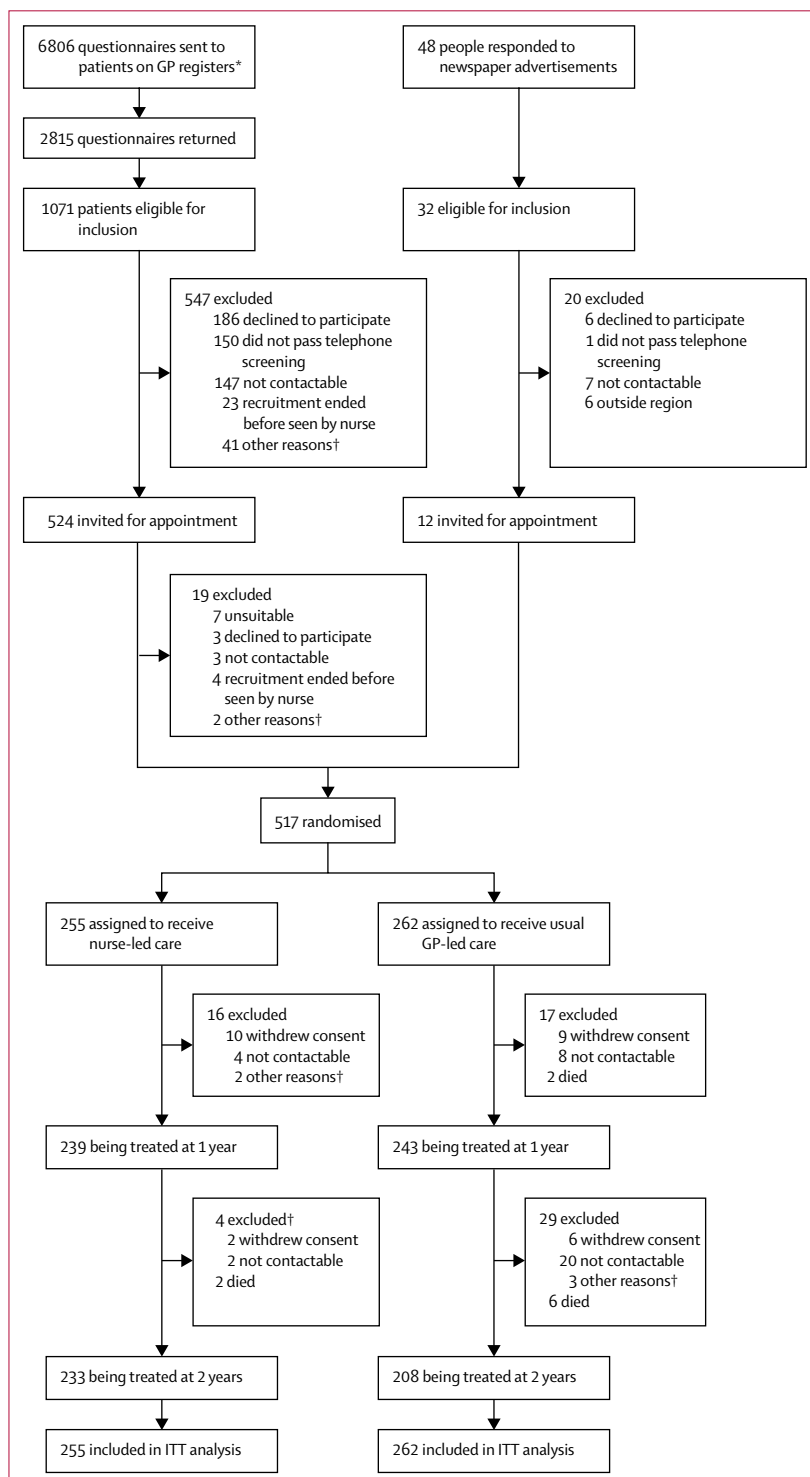 6806 questionnaires sent to
patients on GP registers*
48 people responded to
newspaper advertisements
2815 questionnaires returned
1071 patients eligible for
inclusion
32 eligible for inclusion
547 excluded
186 declined to participate
150 did not pass telephone
screening
147 not contactable
23 recruitment ended
before seen by nurse
41 other reasons†
20 excluded
6 declined to participate
1 did not pass telephone
screening
7 not contactable
6 outside region
524 invited for appointment
12 invited for appointment
19 excluded
7 unsuitable
3 declined to participate
3 not contactable
4 recruitment ended before
seen by nurse
2 other reasons†
517 randomised
255 assigned to receive
nurse-led care
262 assigned to receive usual
GP-led care
16 excluded
10 withdrew consent
4 not contactable
2 other reasons†
17 excluded
9 withdrew consent
8 not contactable
2 died
239 being treated at 1 year
243 being treated at 1 year
4 excluded†
2 withdrew consent
2 not contactable
2 died
29 excluded
6 withdrew consent
20 not contactable
3 other reasons†
6 died
233 being treated at 2 years
208 being treated at 2 years
255 included in ITT analysis
262 included in ITT analysis